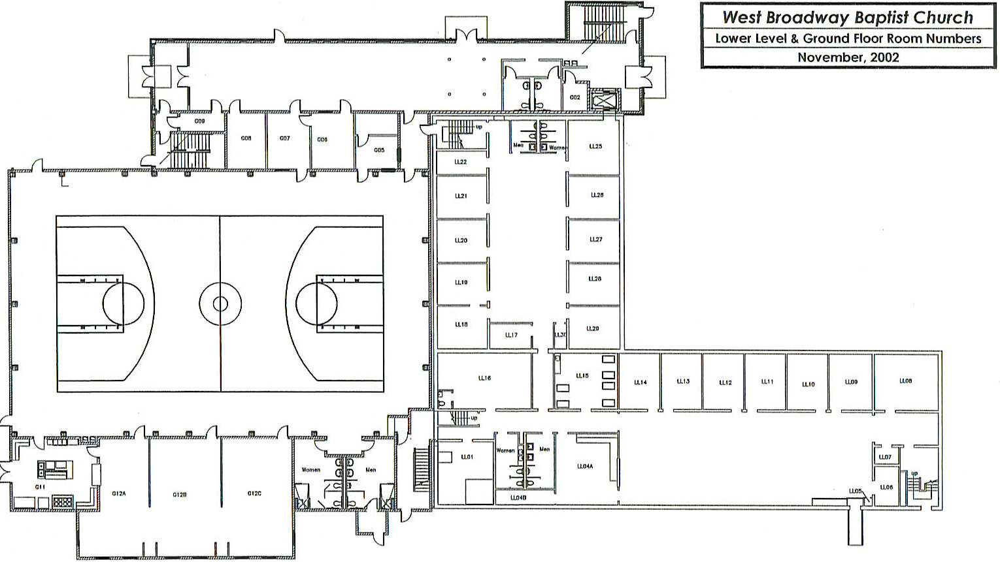 West Broadway Baptist Church
Lower Level & Ground Floor Room Numbers
November, 2002
G02
G09
G08
G07
G06
G05
up
Men
Women
LL25
LL22
LL21
LL26
LL20
LL27
LL19
LL28
LL18
LL17
LL30
LL29
LL16
LL15
LL14
LL13
LL12
LL11
LL10
LL09
LL08
up
LL01
Women
Men
LL04A
LL04B
LL07
LL06
LL05
up
G11
G12A
G12B
G12C
Women
Men